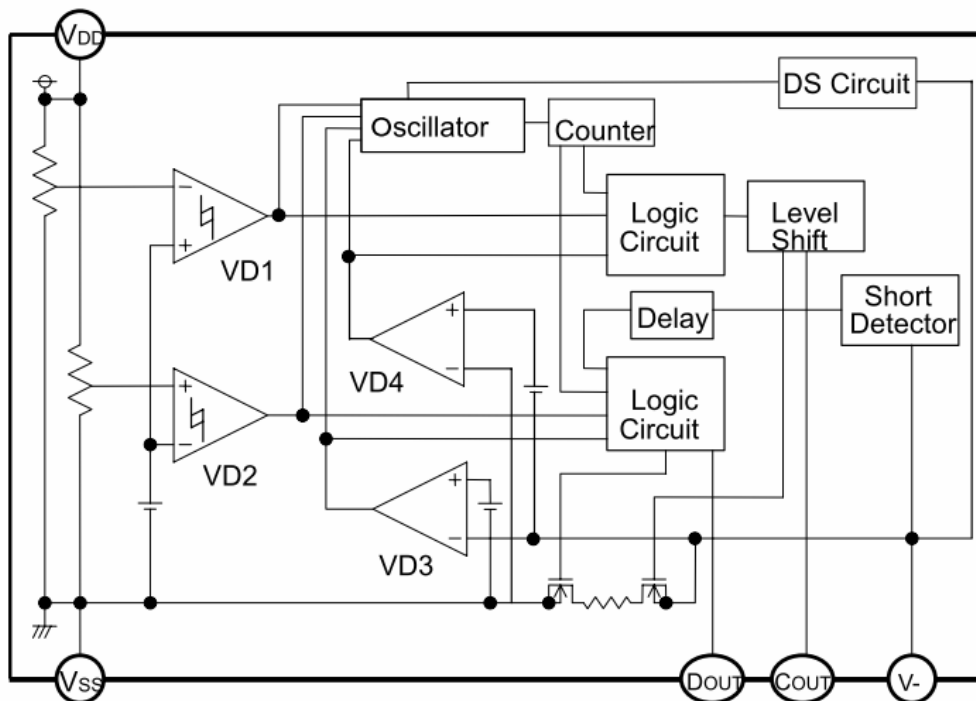 VDD
DS Circuit
Oscillator
Counter
Logic
Circuit
Level
Shift
VD1
Short
Detector
Delay
VD4
Logic
Circuit
VD2
VD3
VSS
DOUT
COUT
V-